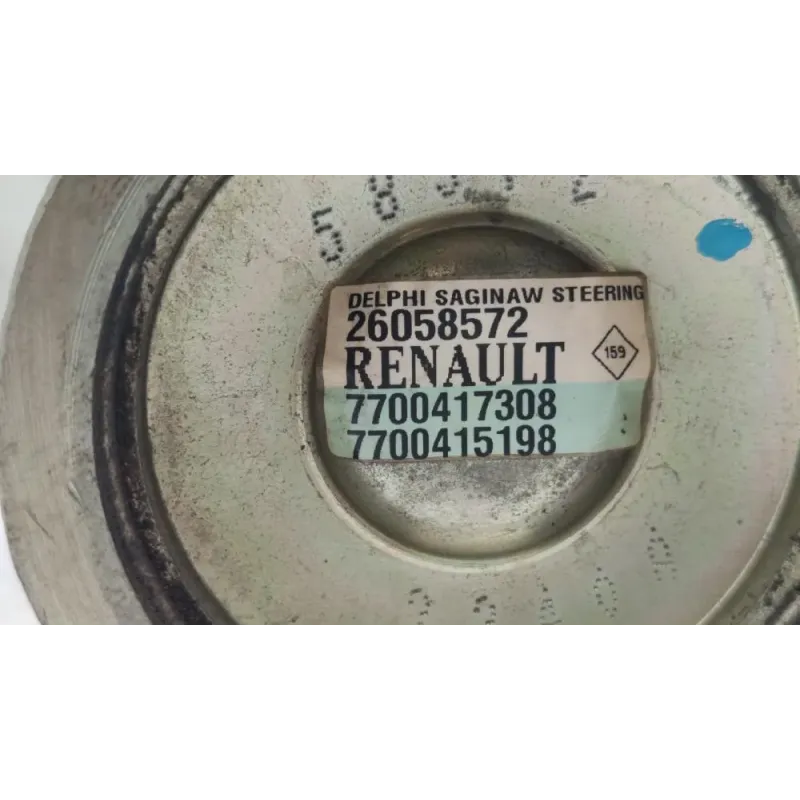 DELPHI SAGINAW STEERING
26058572
RENAULT
159
7700417308
7700415198